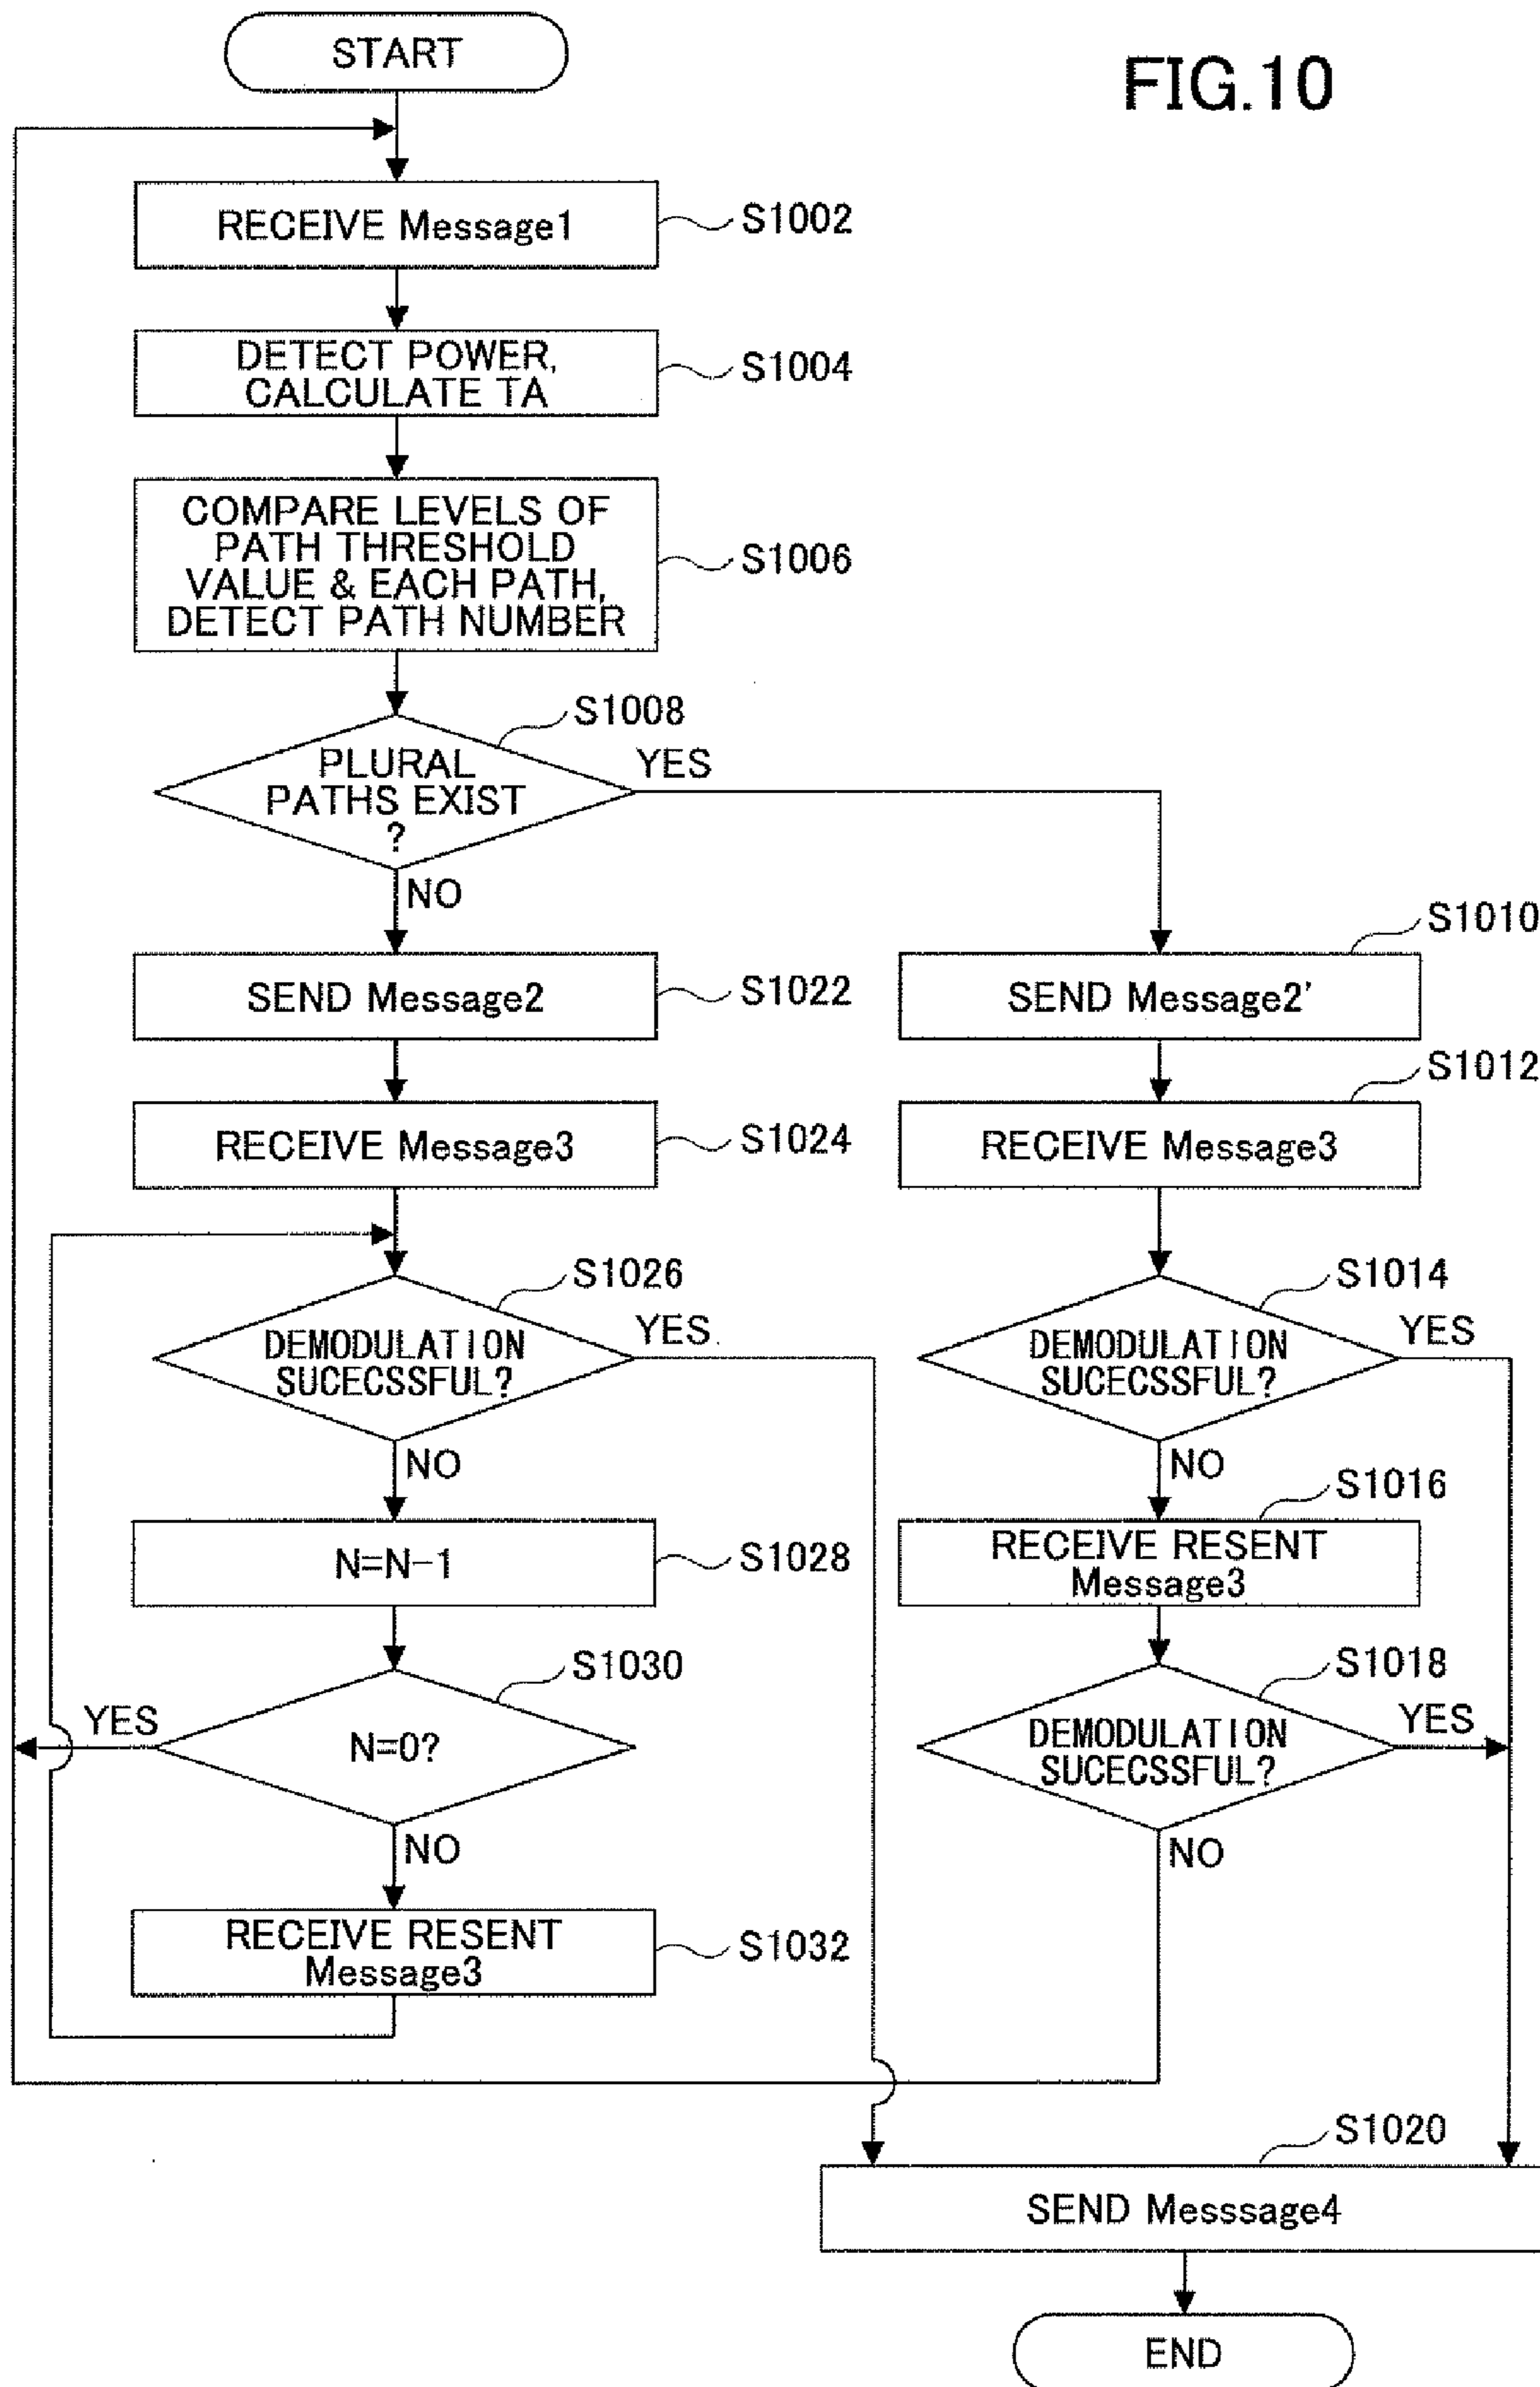 FIG.10
START
RECEIVE Message1
S1002
DETECT POWER,
CALCULATE TA
S1004
COMPARE LEVELS OF
PATH THRESHOLD
VALUE & EACH PATH,
DETECT PATH NUMBER
S1006
S1008
PLURAL
PATHS EXIST
?
YES
NO
SEND Message2
S1022
S1010
SEND Message2'
RECEIVE Message3
S1024
S1012
RECEIVE Message3
S1026
DEMODULATION
SUCECSSFUL?
YES
NO
S1014
DEMODULATION
SUCECSSFUL?
YES
NO
N=N-1
S1028
S1016
RECEIVE RESENT
Message3
S1030
N=0?
YES
NO
S1018
DEMODULATION
SUCECSSFUL?
YES
NO
RECEIVE RESENT
Message3
S1032
S1020
SEND Messsage4
END